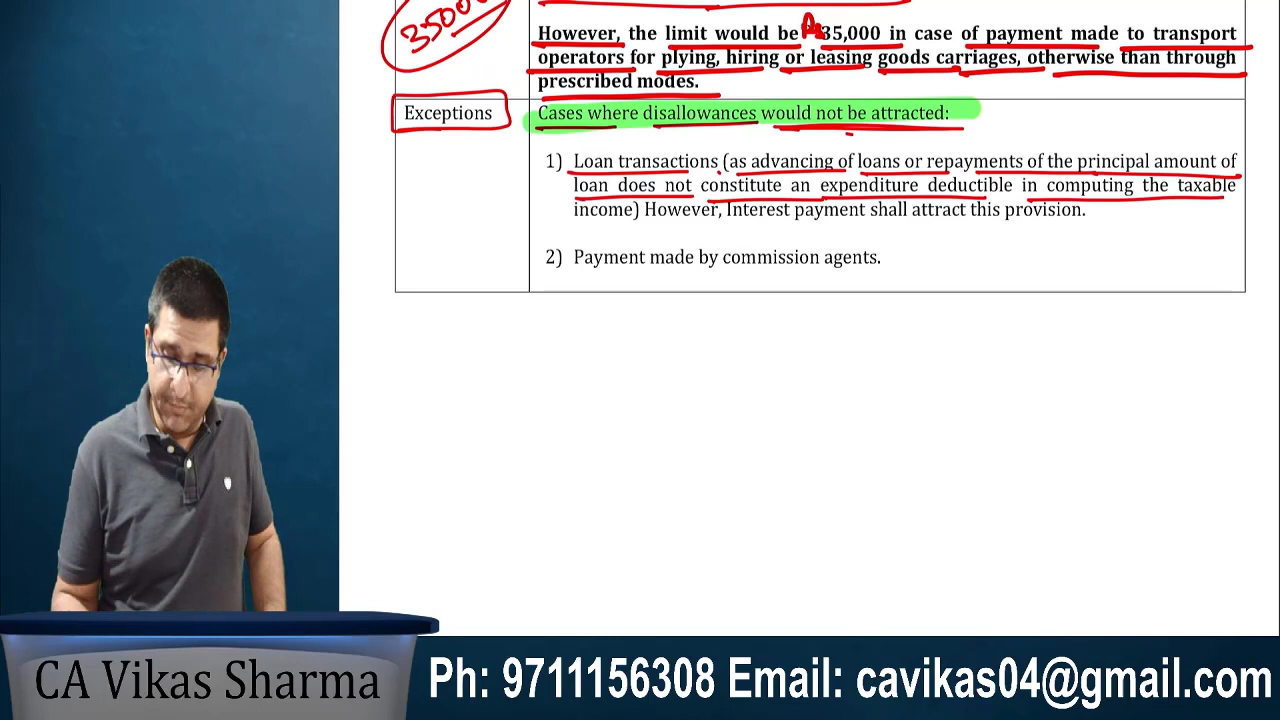 35000
However, the limit would be Rs 35,000 in case of payment made to transport
operators for plying, hiring or leasing goods carriages, otherwise than through
prescribed modes.
Exceptions
Cases where disallowances would not be attracted:
1) Loan transactions (as advancing of loans or repayments of the principal amount of
loan does not constitute an expenditure deductible in computing the taxable
income) However, Interest payment shall attract this provision.
2) Payment made by commission agents.
CA Vikas Sharma
Ph: 9711156308 Email: cavikas04@gmail.com